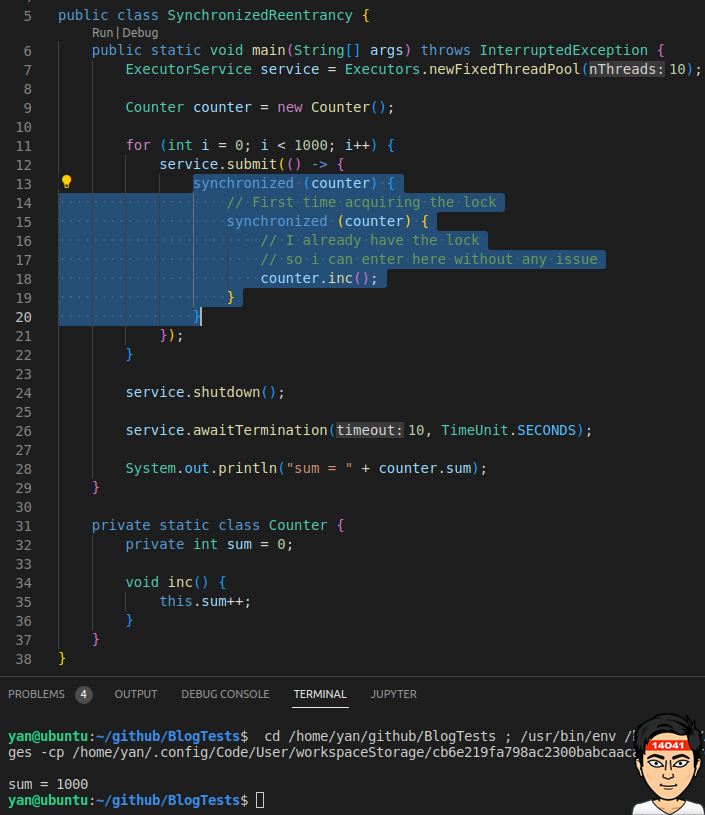 5 public class SynchronizedReentrancy {
Run | Debug
6 public static void main(String[] args) throws InterruptedException {
7 ExecutorService service = Executors.newFixedThreadPool(nThreads: 10);
8
9 Counter counter = new Counter();
10
11 for (int i = 0; i < 1000; i++) {
12 service.submit(() -> {
13 synchronized (counter) {
14 // First time acquiring the lock
15 synchronized (counter) {
16 // I already have the lock
17 // so i can enter here without any issue
18 counter.inc();
19 }
20 }
21 });
22 }
23
24 service.shutdown();
25
26 service.awaitTermination(timeout: 10, TimeUnit.SECONDS);
27
28 System.out.println("sum = " + counter.sum);
29 }
30
31 private static class Counter {
32 private int sum = 0;
33
34 void inc() {
35 this.sum++;
36 }
37 }
38 }
PROBLEMS 4 OUTPUT DEBUG CONSOLE TERMINAL JUPYTER
yan@ubuntu:~/github/BlogTests$ cd /home/yan/github/BlogTests ; /usr/bin/env
ges -cp /home/yan/.config/Code/User/workspaceStorage/cb6e219fa798ac2300babcaac
sum = 1000
yan@ubuntu:~/github/BlogTests$
14041